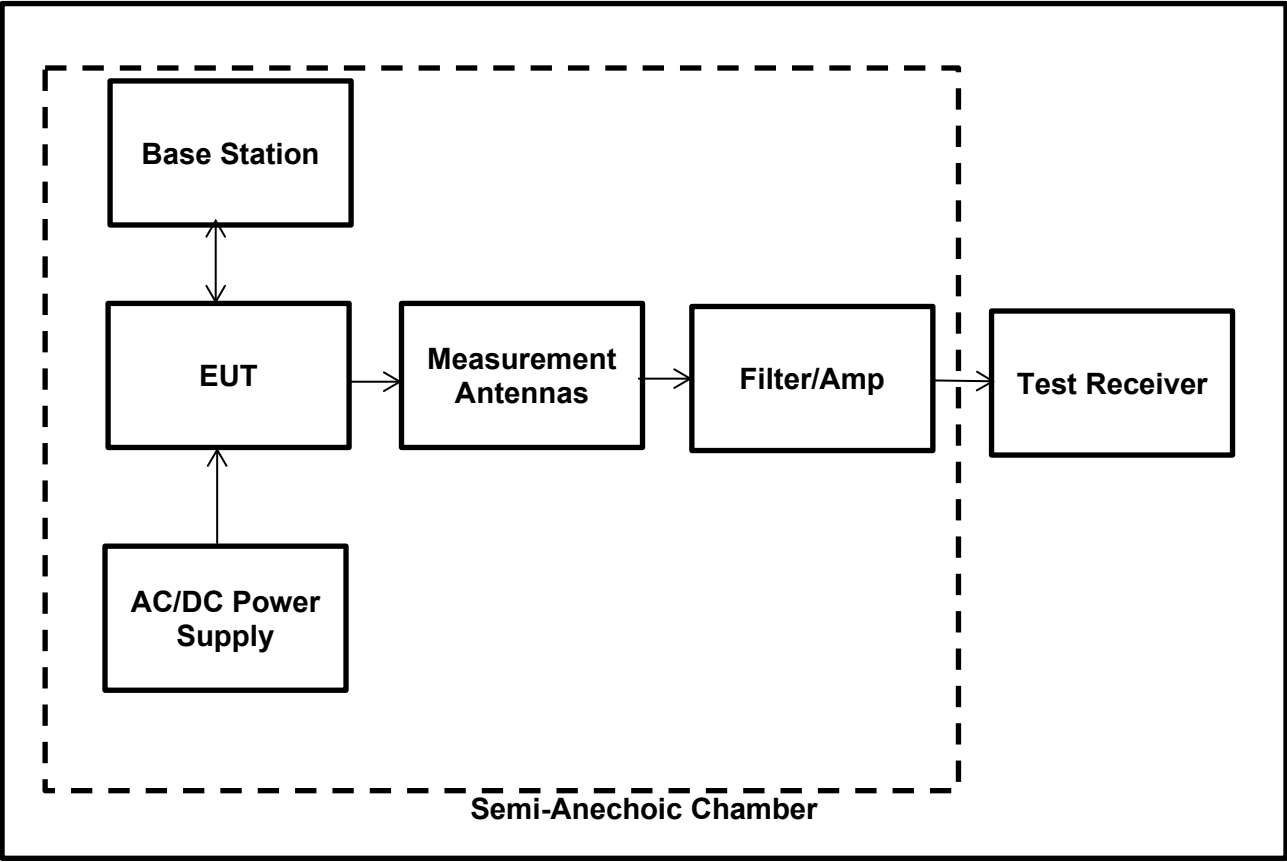 Base Station
EUT
Measurement
Antennas
Filter/Amp
Test Receiver
AC/DC Power
Supply
Semi-Anechoic Chamber